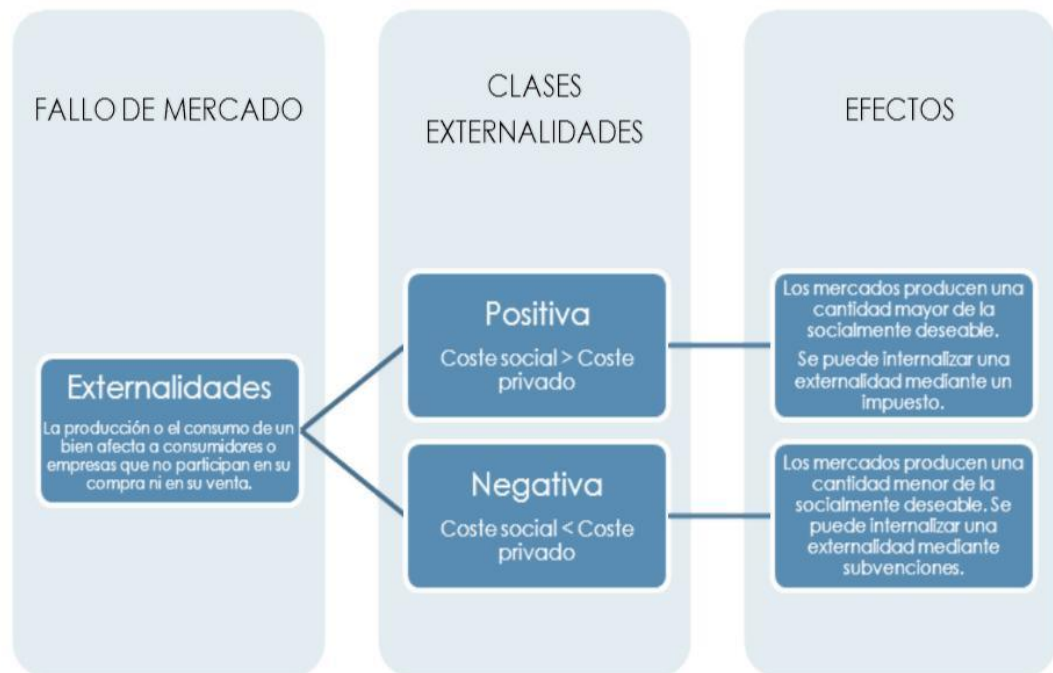 FALLO DE MERCADO
CLASES
EXTERNALIDADES
EFECTOS
Externalidades
La producción o el consumo de un
bien afecta a consumidores o
empresas que no participan en su
compra ni en su venta.
Positiva
Coste social > Coste
privado
Negativa
Coste social < Coste
privado
Los mercados producen una
cantidad mayor de la
socialmente deseable.
Se puede internalizar una
externalidad mediante un
impuesto.
Los mercados producen una
cantidad menor de la
socialmente deseable. Se
puede internalizar una
externalidad mediante
subvenciones.